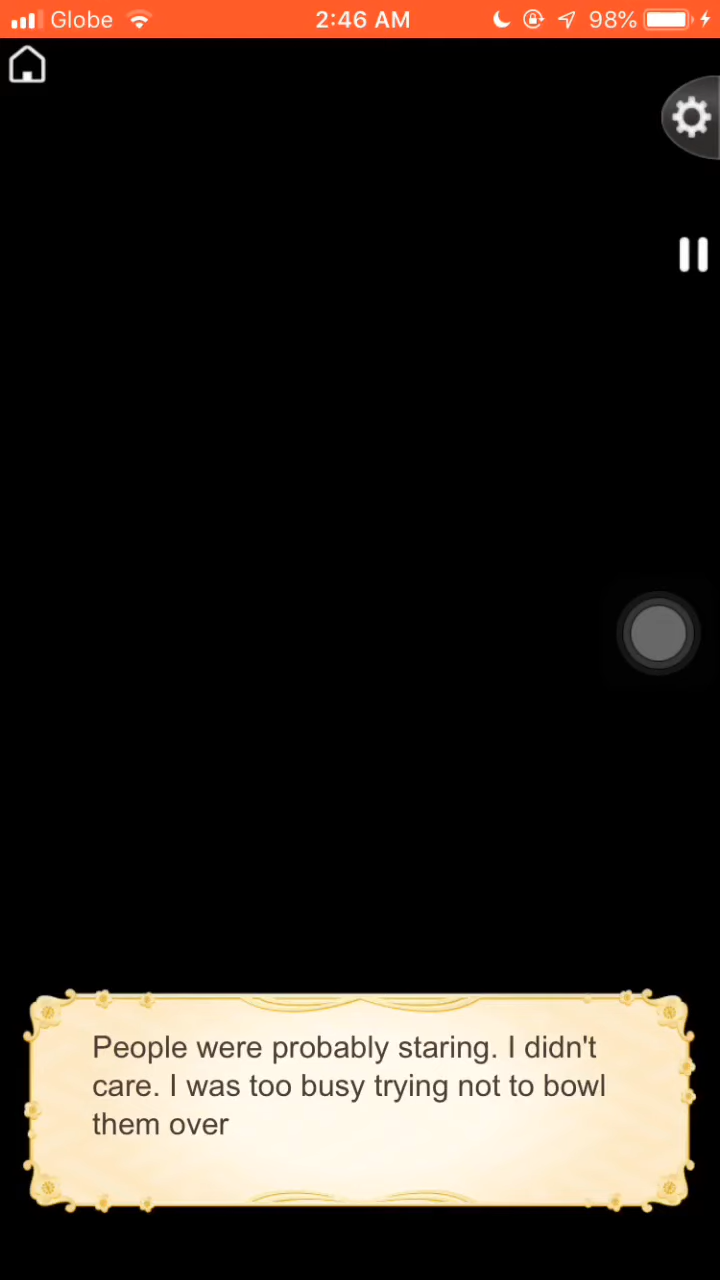 Globe 2:46 AM 98%
People were probably staring. I didn't
care. I was too busy trying not to bowl
them over